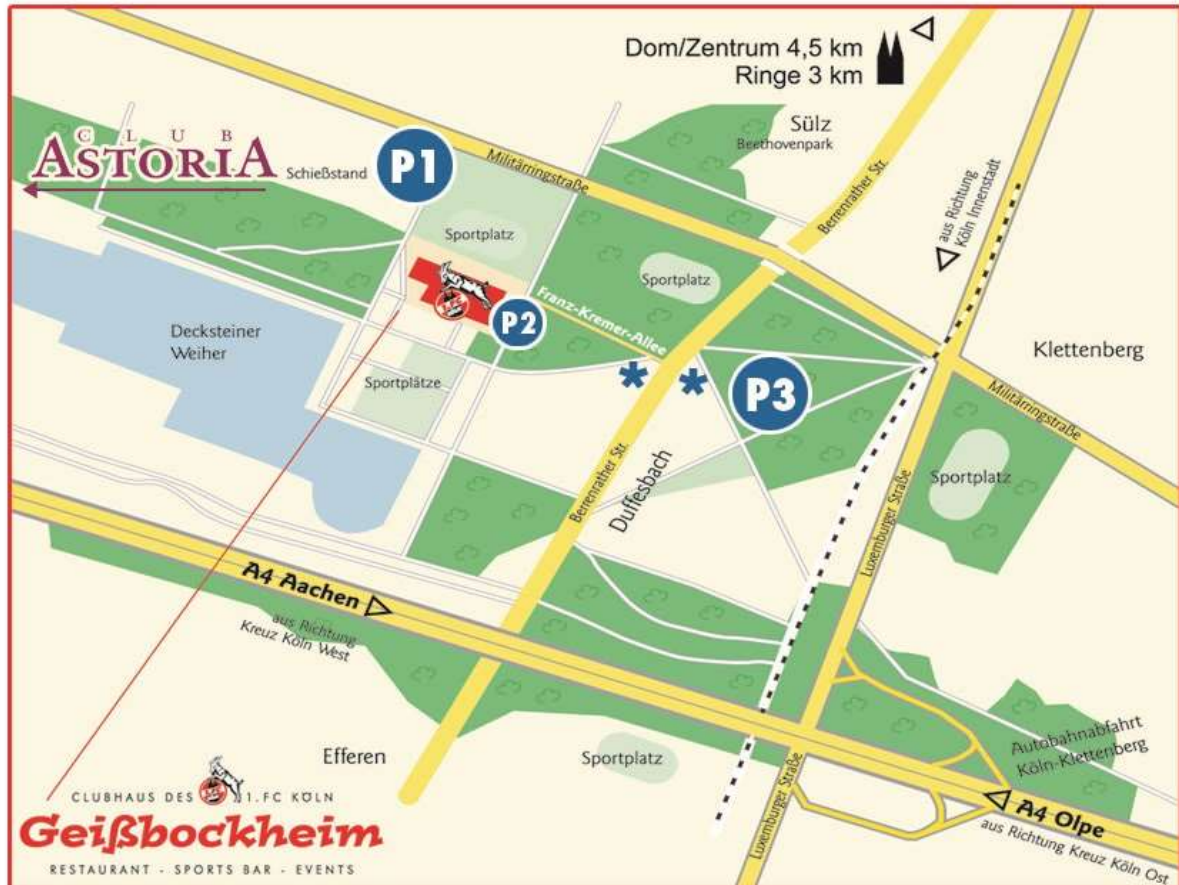 Dom/Zentrum 4,5 km
Ringe 3 km
CLUB
ASTORIA
Schießstand
P1
Militärringstraße
Sülz
Beethovenpark
Berrenrather Str.
aus Richtung
Köln Innenstadt
Sportplatz
Sportplatz
1. FC
P2
Franz-Kremer-Allee
Decksteiner
Weiher
Sportplätze
*
*
P3
Klettenberg
Militärringstraße
Sportplatz
Berrenrather Str.
Duffesbach
Luxemburger Straße
A4 Aachen
aus Richtung
Kreuz Köln West
Efferen
Sportplatz
Autobahnabfahrt
Köln-Klettenberg
A4 Olpe
aus Richtung Kreuz Köln Ost
Luxemburger Straße
CLUBHAUS DES 1.FC KÖLN
Geißbockheim
RESTAURANT - SPORTS BAR - EVENTS